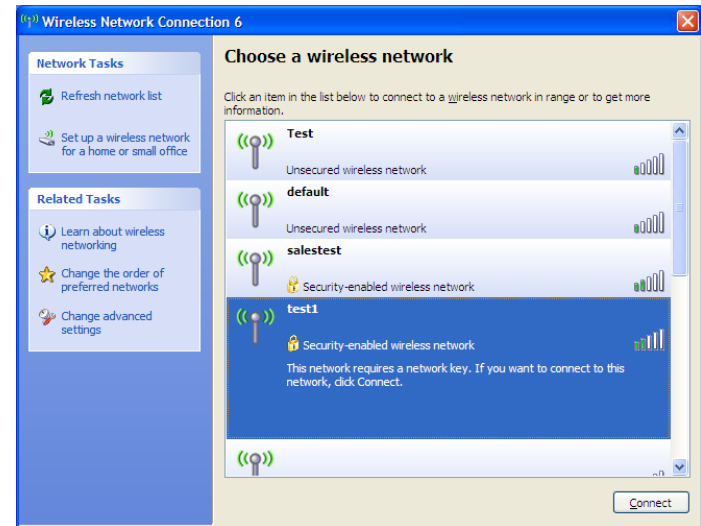 Wireless Network Connection 6
Network Tasks
Refresh network list
Set up a wireless network
for a home or small office
Related Tasks
Learn about wireless
networking
Change the order of
preferred networks
Change advanced
settings
Choose a wireless network
Click an item in the list below to connect to a wireless network in range or to get more
information.
Test
Unsecured wireless network
default
Unsecured wireless network
salestest
Security-enabled wireless network
test1
Security-enabled wireless network
This network requires a network key. If you want to connect to this
network, click Connect.
Connect